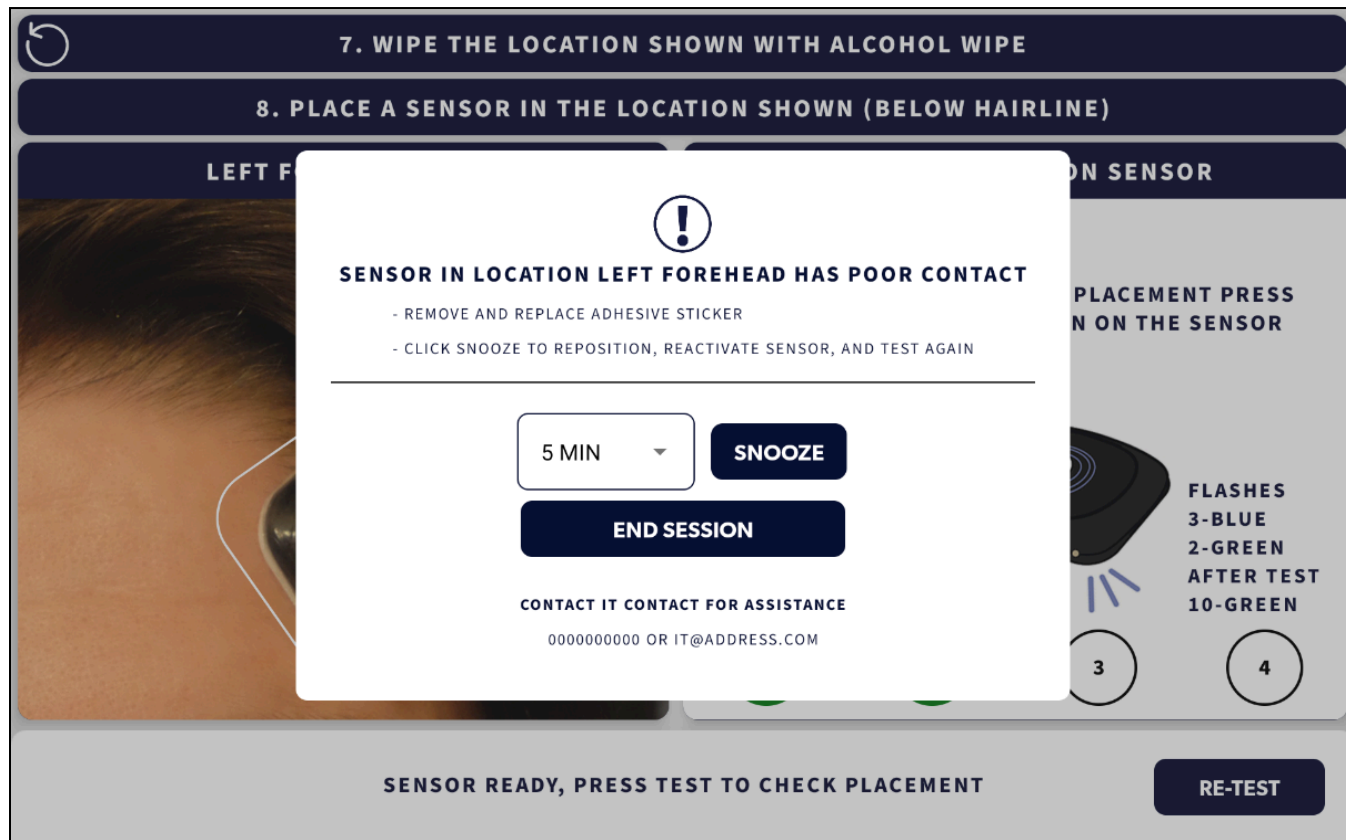 7. WIPE THE LOCATION SHOWN WITH ALCOHOL WIPE
8. PLACE A SENSOR IN THE LOCATION SHOWN (BELOW HAIRLINE)
LEFT
SENSOR
SENSOR IN LOCATION LEFT FOREHEAD HAS POOR CONTACT
- REMOVE AND REPLACE ADHESIVE STICKER
- CLICK SNOOZE TO REPOSITION, REACTIVATE SENSOR, AND TEST AGAIN
5 MIN
SNOOZE
END SESSION
CONTACT IT CONTACT FOR ASSISTANCE
0000000000 OR IT@ADDRESS.COM
PLACEMENT PRESS
ON THE SENSOR
FLASHES
3-BLUE
2-GREEN
AFTER TEST
10-GREEN
3
4
SENSOR READY, PRESS TEST TO CHECK PLACEMENT
RE-TEST